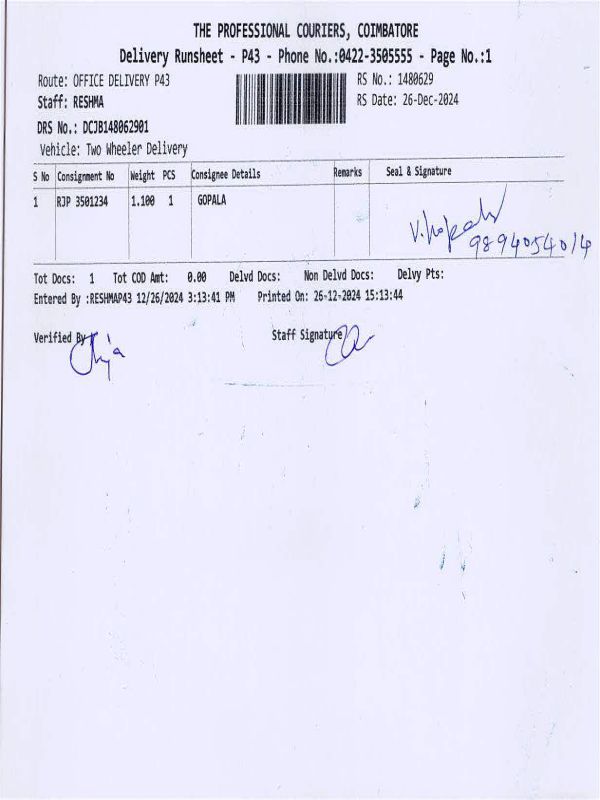 THE PROFESSIONAL COURIERS, COIMBATORE
Delivery Runsheet - P43 - Phone No.:0422-3505555 - Page No.:1
Route: OFFICE DELIVERY P43 RS No.: 1480629
Staff: RESHMA RS Date: 26-Dec-2024
DRS No.: DCJB148062901
Vehicle: Two Wheeler Delivery
S No Consignment No Weight PCS Consignee Details Remarks Seal & Signature
1 RJP 3501234 1.100 1 GOPALA
9894054014
Tot Docs: 1 Tot COD Amt: 0.00 Delvd Docs: Non Delvd Docs: Delvy Pts:
Entered By :RESHMAP43 12/26/2024 3:13:41 PM Printed On: 26-12-2024 15:13:44
Verified By Staff Signature